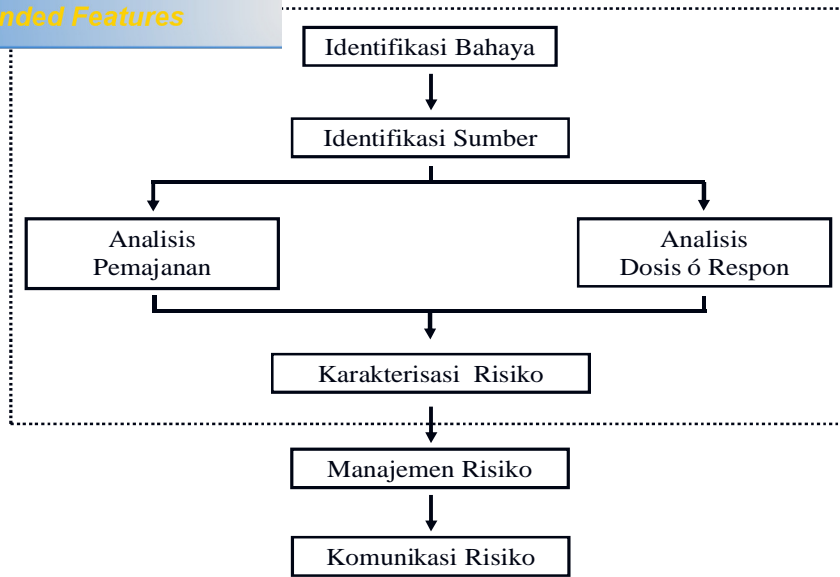 nded Features
Identifikasi Bahaya
Identifikasi Sumber
Analisis
Pemajanan
Analisis
Dosis ó Respon
Karakterisasi Risiko
Manajemen Risiko
Komunikasi Risiko